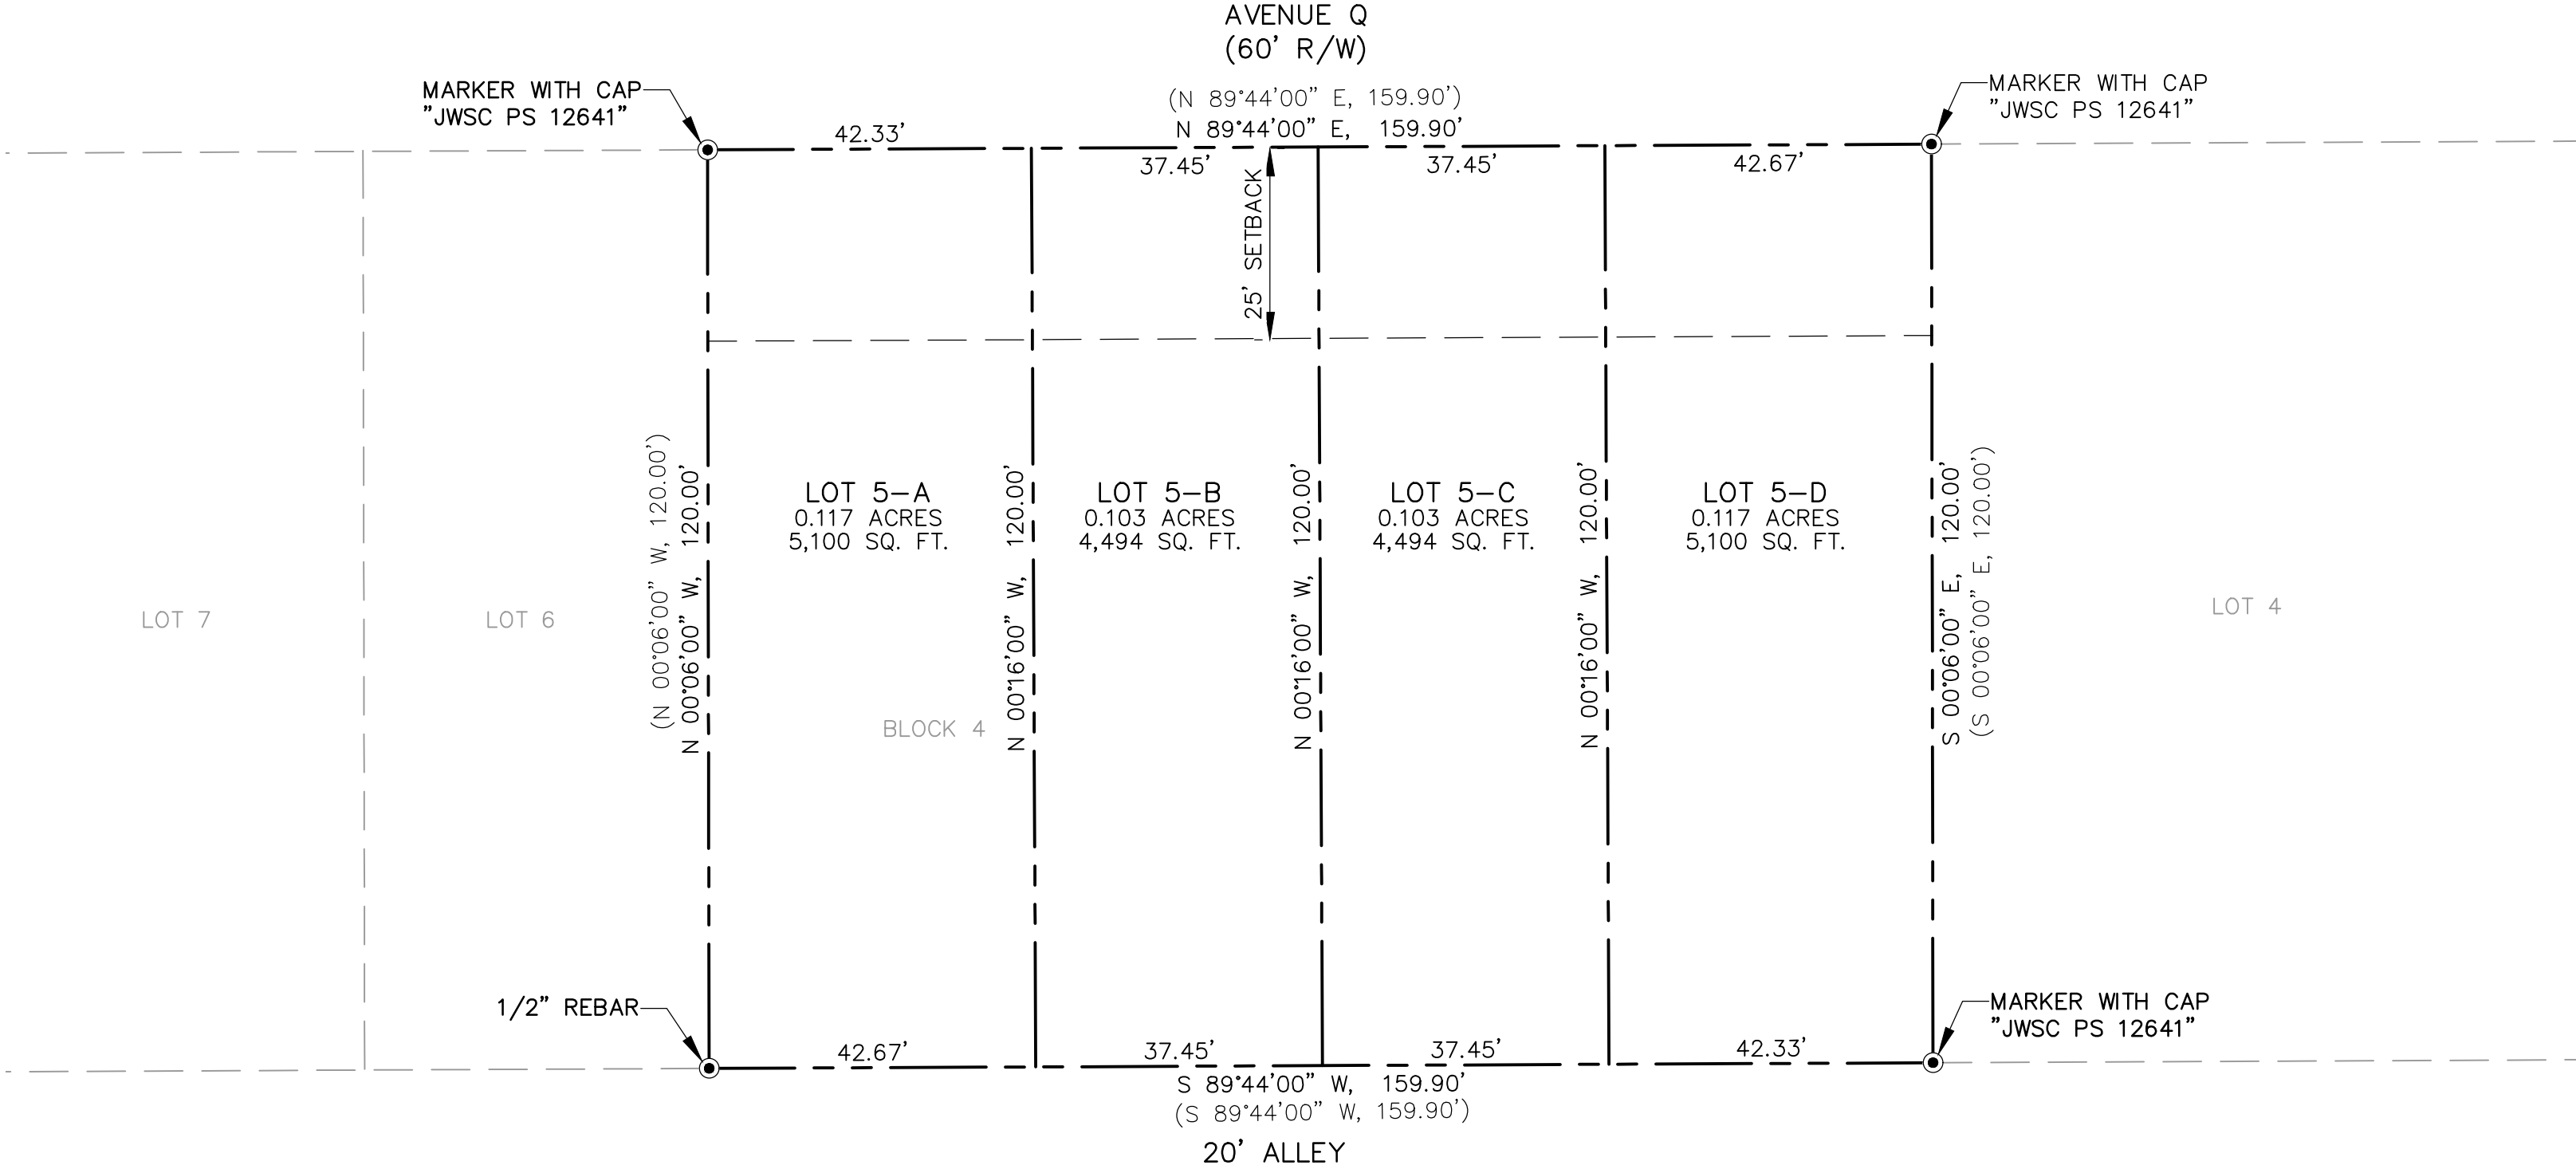 AVENUE Q
(60' R/W)
MARKER WITH CAP
"JWSC PS 12641"
(N 89°44'00" E, 159.90')
N 89°44'00" E, 159.90'
MARKER WITH CAP
"JWSC PS 12641"
42.33'
37.45'
37.45'
42.67'
25' SETBACK
(N 00°06'00" W, 120.00')
N 00°06'00" W, 120.00'
LOT 5-A
0.117 ACRES
5,100 SQ. FT.
N 00°16'00" W, 120.00'
LOT 5-B
0.103 ACRES
4,494 SQ. FT.
N 00°16'00" W, 120.00'
LOT 5-C
0.103 ACRES
4,494 SQ. FT.
N 00°16'00" W, 120.00'
LOT 5-D
0.117 ACRES
5,100 SQ. FT.
S 00°06'00" E, 120.00'
(S 00°06'00" E, 120.00')
LOT 7
LOT 6
LOT 4
BLOCK 4
1/2" REBAR
MARKER WITH CAP
"JWSC PS 12641"
42.67'
37.45'
37.45'
42.33'
S 89°44'00" W, 159.90'
(S 89°44'00" W, 159.90')
20' ALLEY